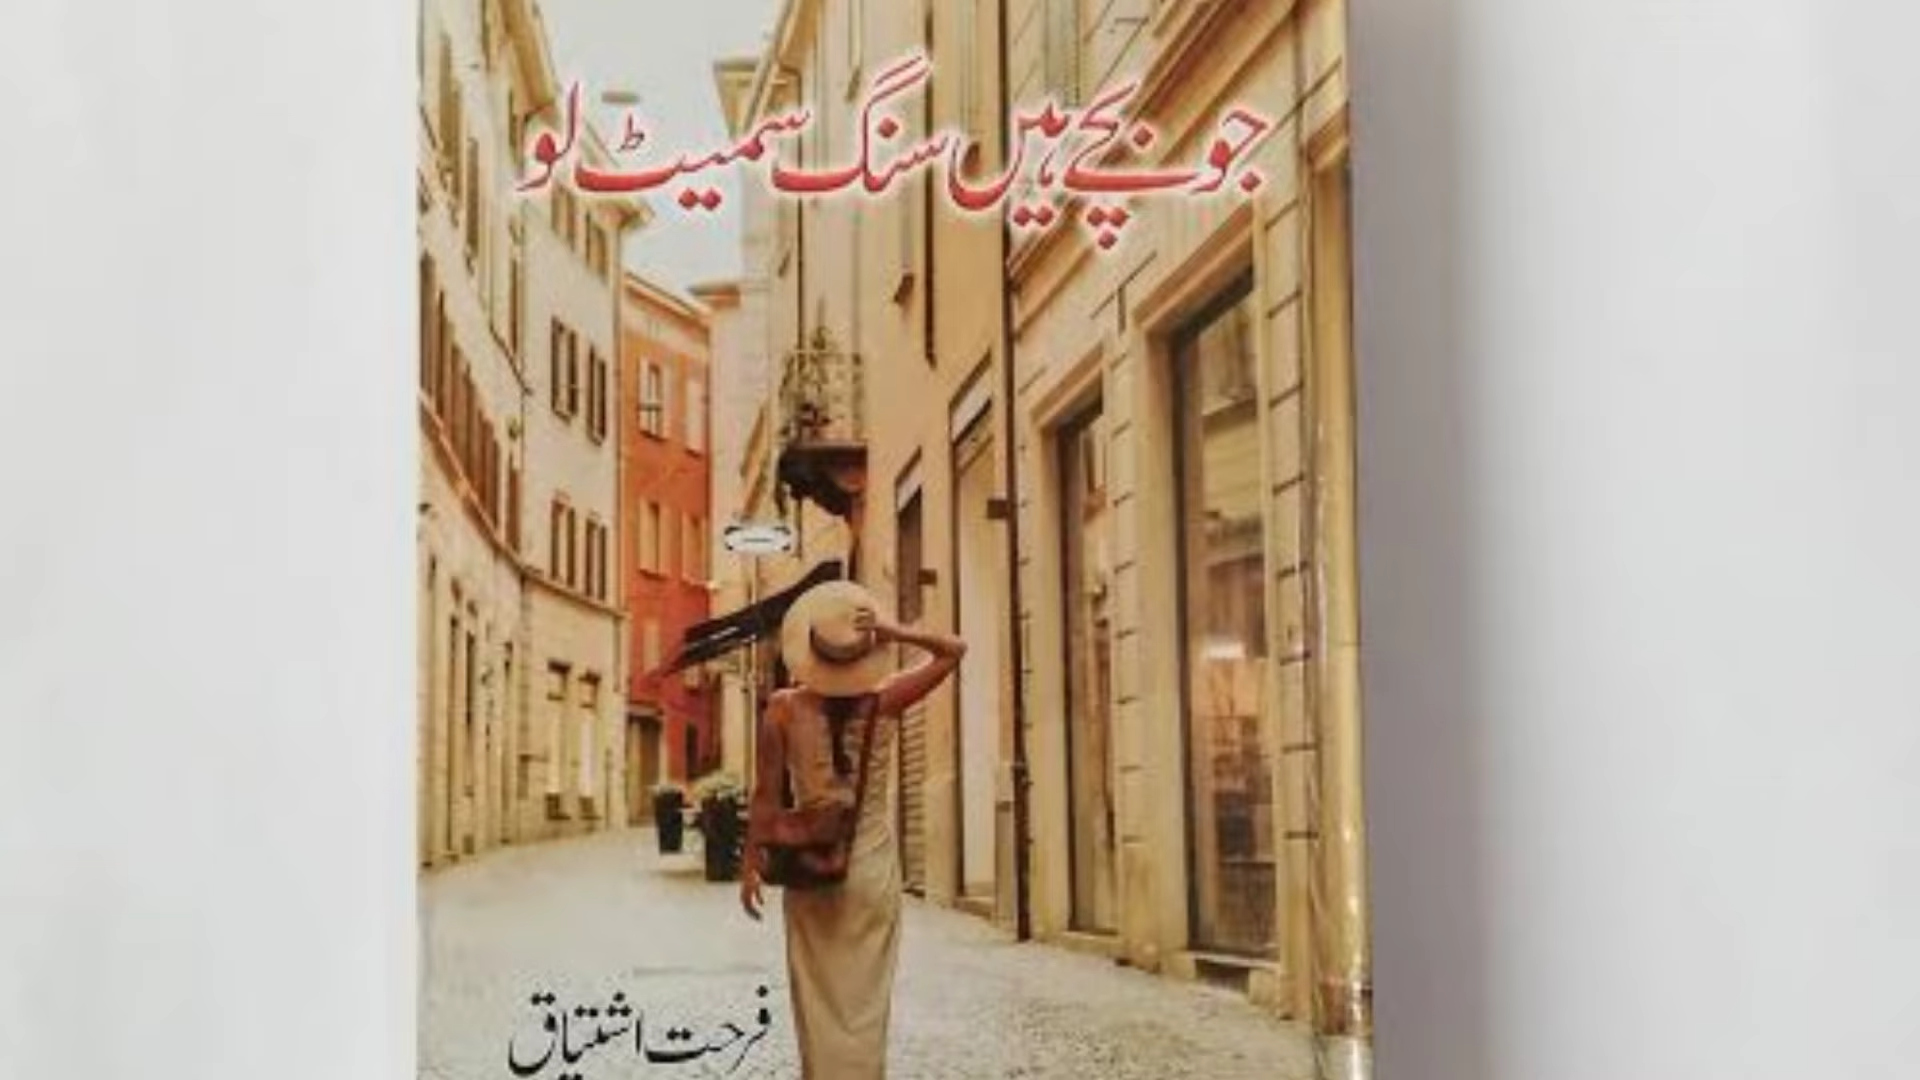 جو بچے ہیں سنگ سمیٹ لو
فرحت اشتیاق